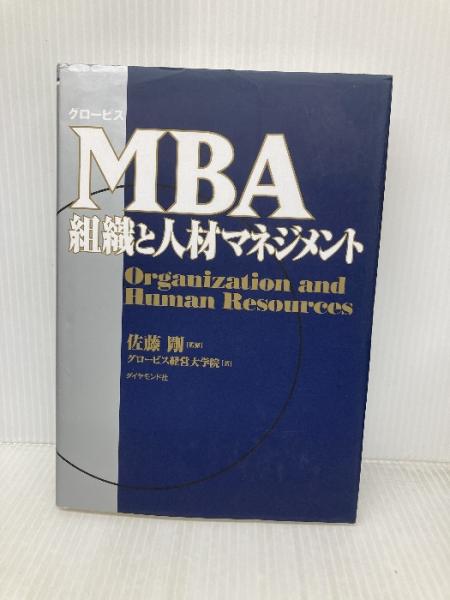 グロービス
MBA
組織と人材マネジメント
Organization and
Human Resources
佐藤 剛[監修]
グロービス経営大学院[著]
ダイヤモンド社